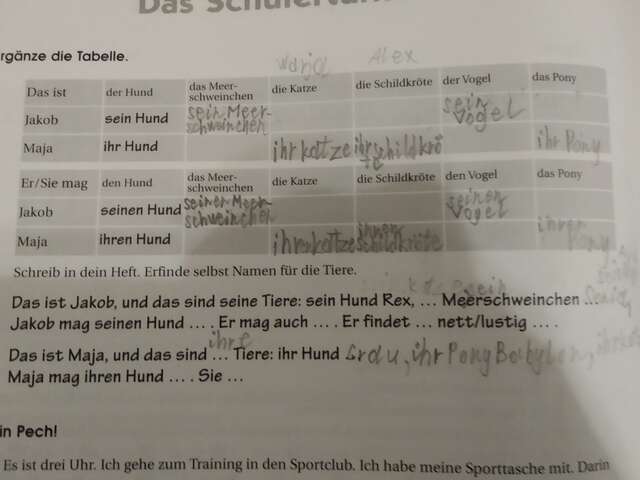 Das Schülertur
rgänze die Tabelle.
Warja Alex
Das ist der Hund das Meer-schweinchen die Katze die Schildkröte der Vogel das Pony
Jakob sein Hund sein Meer-schweinchen sein Vogel
Maja ihr Hund ihr kattze ihr schildkrö te ihr Pony
Er/Sie mag den Hund das Meer-schweinchen die Katze die Schildkröte den Vogel das Pony
Jakob seinen Hund seiner Meer schweinchen seinen Vogel
Maja ihren Hund ihren kattze schildkröte ihren Pony
Schreib in dein Heft. Erfinde selbst Namen für die Tiere.
Das ist Jakob, und das sind seine Tiere: sein Hund Rex, … Meerschweinchen …
Jakob mag seinen Hund … . Er mag auch … . Er findet … nett/lustig … .
ihre
Das ist Maja, und das sind … Tiere: ihr Hund , ihr Pony
Maja mag ihren Hund … . Sie …
in Pech!
Es ist drei Uhr. Ich gehe zum Training in den Sportclub. Ich habe meine Sporttasche mit. Darin